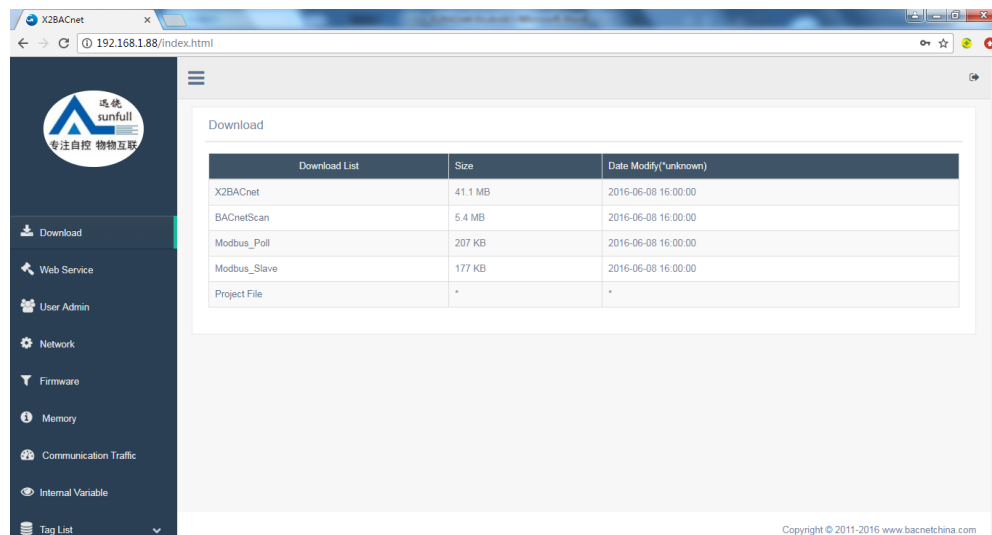 X2BACnet
192.168.1.88/index.html
sunfull
专注自控 物物互联
Download
Web Service
User Admin
Network
Firmware
Memory
Communication Traffic
Internal Variable
Tag List
Download
Download List Size Date Modify(*unknown)
X2BACnet 41.1 MB 2016-06-08 16:00:00
BACnetScan 5.4 MB 2016-06-08 16:00:00
Modbus_Poll 207 KB 2016-06-08 16:00:00
Modbus_Slave 177 KB 2016-06-08 16:00:00
Project File * *
Copyright © 2011-2016 www.bacnetchina.com